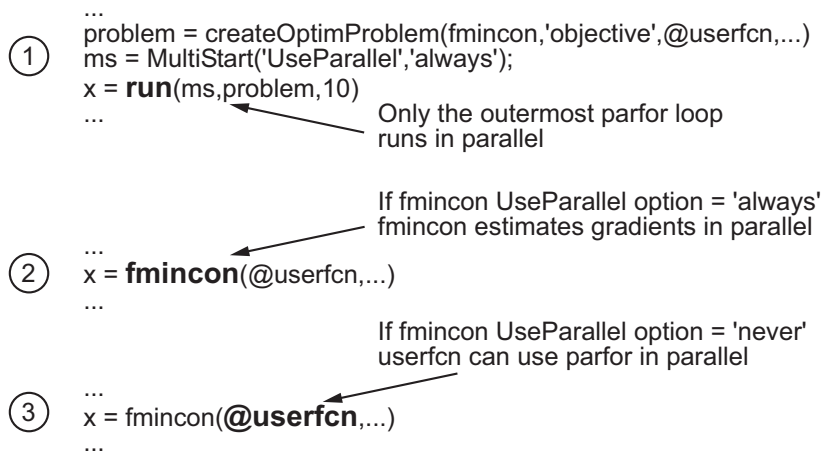 ...
problem = createOptimProblem(fmincon,'objective',@userfcn,...)
1
ms = MultiStart('UseParallel','always');
x = run(ms,problem,10)
...
Only the outermost parfor loop
runs in parallel
If fmincon UseParallel option = 'always'
fmincon estimates gradients in parallel
...
2
x = fmincon(@userfcn,...)
...
If fmincon UseParallel option = 'never'
userfcn can use parfor in parallel
...
3
x = fmincon(@userfcn,...)
...